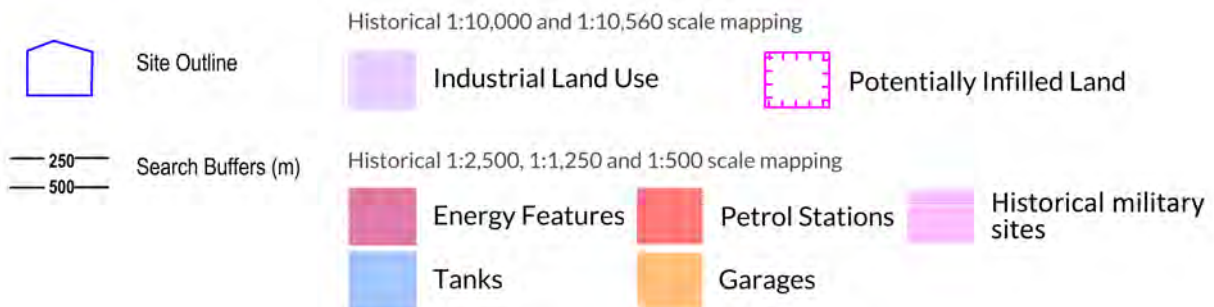 Historical 1:10,000 and 1:10,560 scale mapping
Site Outline
Industrial Land Use
Potentially Infilled Land
250
500
Search Buffers (m)
Historical 1:2,500, 1:1,250 and 1:500 scale mapping
Energy Features
Petrol Stations
Historical military
sites
Tanks
Garages